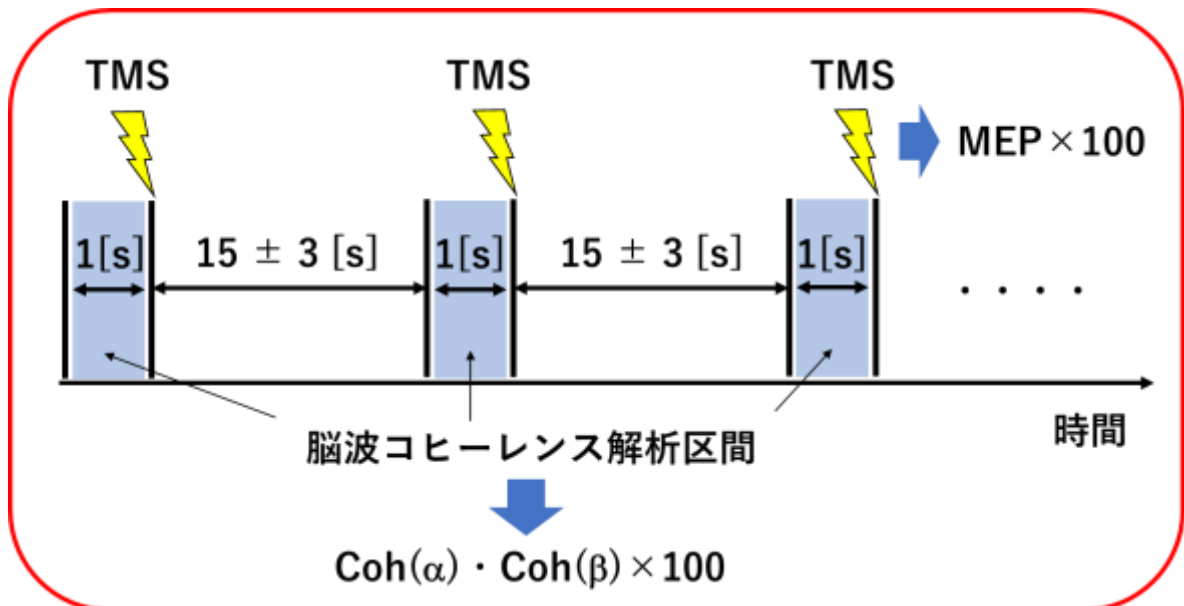 TMS TMS TMS
MEP × 100
1[s] 15 ± 3 [s] 1[s] 15 ± 3 [s] 1[s]
・・・・
時間
脳波コヒーレンス解析区間
Coh(α)・Coh(β) × 100